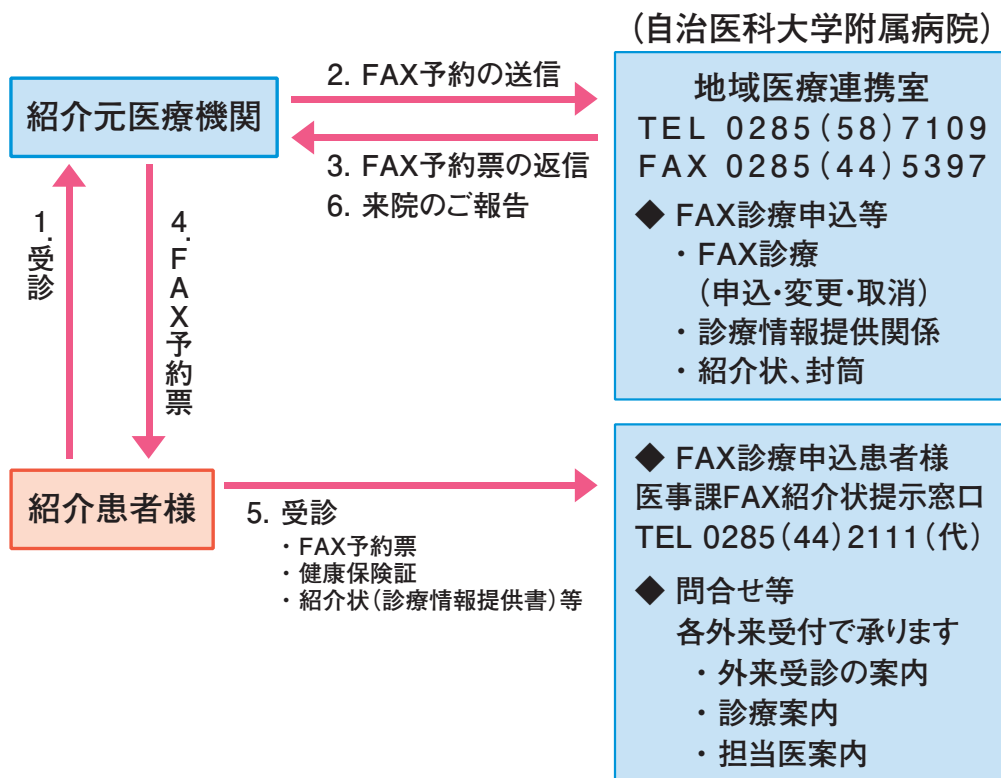 (自治医科大学附属病院)
紹介元医療機関
2. FAX予約の送信
3. FAX予約票の返信
6. 来院のご報告
地域医療連携室
TEL 0285(58)7109
FAX 0285(44)5397
◆ FAX診療申込等
・FAX診療
(申込・変更・取消)
・診療情報提供関係
・紹介状、封筒
1.受診
4.FAX予約票
紹介患者様
5. 受診
・FAX予約票
・健康保険証
・紹介状(診療情報提供書)等
◆ FAX診療申込患者様
医事課FAX紹介状提示窓口
TEL 0285(44)2111(代)
◆ 問合せ等
各外来受付で承ります
・外来受診の案内
・診療案内
・担当医案内